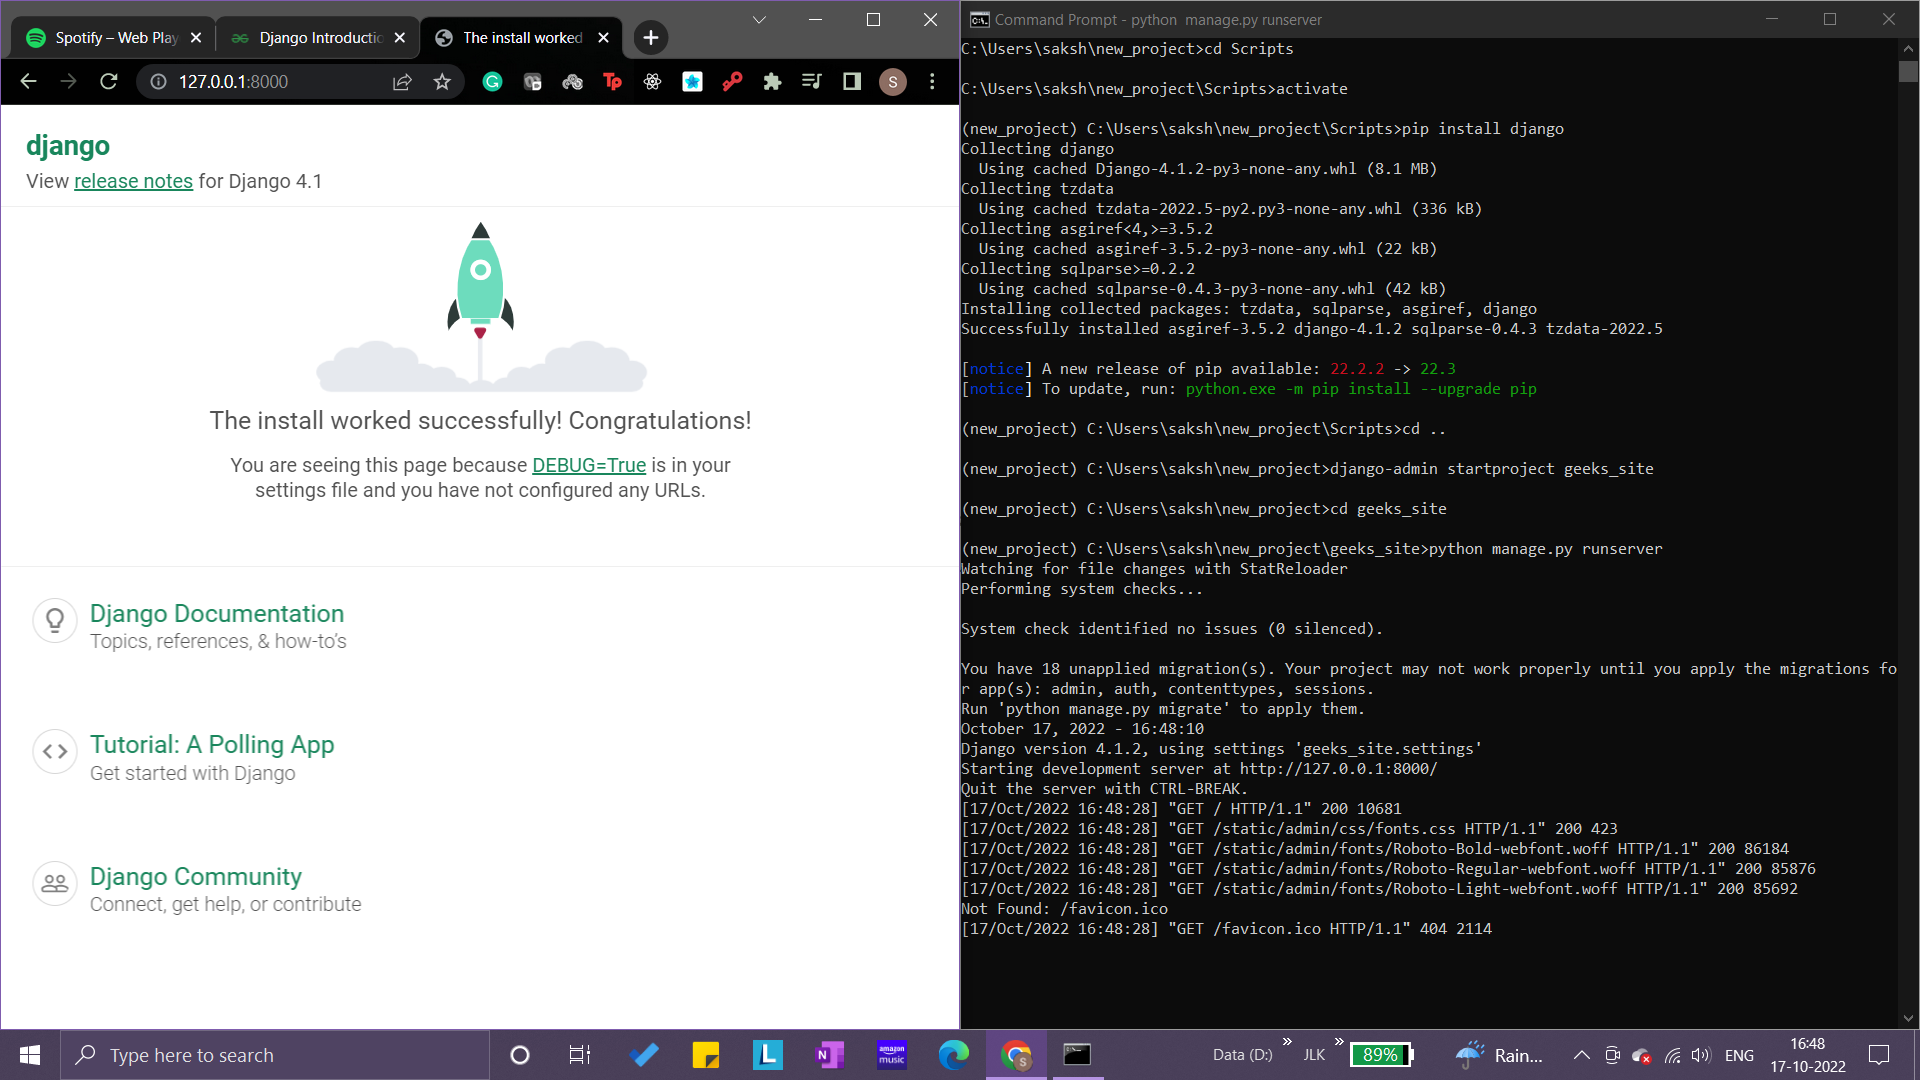 Spotify – Web Play
Django Introductio
The install worked
127.0.0.1:8000
Tp
S
django
View release notes for Django 4.1
The install worked successfully! Congratulations!
You are seeing this page because DEBUG=True is in your
settings file and you have not configured any URLs.
Django Documentation
Topics, references, & how-to’s
Tutorial: A Polling App
Get started with Django
Django Community
Connect, get help, or contribute
Command Prompt - python  manage.py runserver
C:\Users\saksh\new_project>cd Scripts
C:\Users\saksh\new_project\Scripts>activate
(new_project) C:\Users\saksh\new_project\Scripts>pip install django
Collecting django
  Using cached Django-4.1.2-py3-none-any.whl (8.1 MB)
Collecting tzdata
  Using cached tzdata-2022.5-py2.py3-none-any.whl (336 kB)
Collecting asgiref<4,>=3.5.2
  Using cached asgiref-3.5.2-py3-none-any.whl (22 kB)
Collecting sqlparse>=0.2.2
  Using cached sqlparse-0.4.3-py3-none-any.whl (42 kB)
Installing collected packages: tzdata, sqlparse, asgiref, django
Successfully installed asgiref-3.5.2 django-4.1.2 sqlparse-0.4.3 tzdata-2022.5
[notice] A new release of pip available: 22.2.2 -> 22.3
[notice] To update, run: python.exe -m pip install --upgrade pip
(new_project) C:\Users\saksh\new_project\Scripts>cd ..
(new_project) C:\Users\saksh\new_project>django-admin startproject geeks_site
(new_project) C:\Users\saksh\new_project>cd geeks_site
(new_project) C:\Users\saksh\new_project\geeks_site>python manage.py runserver
Watching for file changes with StatReloader
Performing system checks...
System check identified no issues (0 silenced).
You have 18 unapplied migration(s). Your project may not work properly until you apply the migrations fo
r app(s): admin, auth, contenttypes, sessions.
Run 'python manage.py migrate' to apply them.
October 17, 2022 - 16:48:10
Django version 4.1.2, using settings 'geeks_site.settings'
Starting development server at http://127.0.0.1:8000/
Quit the server with CTRL-BREAK.
[17/Oct/2022 16:48:28] "GET / HTTP/1.1" 200 10681
[17/Oct/2022 16:48:28] "GET /static/admin/css/fonts.css HTTP/1.1" 200 423
[17/Oct/2022 16:48:28] "GET /static/admin/fonts/Roboto-Bold-webfont.woff HTTP/1.1" 200 86184
[17/Oct/2022 16:48:28] "GET /static/admin/fonts/Roboto-Regular-webfont.woff HTTP/1.1" 200 85876
[17/Oct/2022 16:48:28] "GET /static/admin/fonts/Roboto-Light-webfont.woff HTTP/1.1" 200 85692
Not Found: /favicon.ico
[17/Oct/2022 16:48:28] "GET /favicon.ico HTTP/1.1" 404 2114
Type here to search
L
N
amazon
music
S
Data (D:)
JLK
89%
Rain...
ENG
16:48
17-10-2022